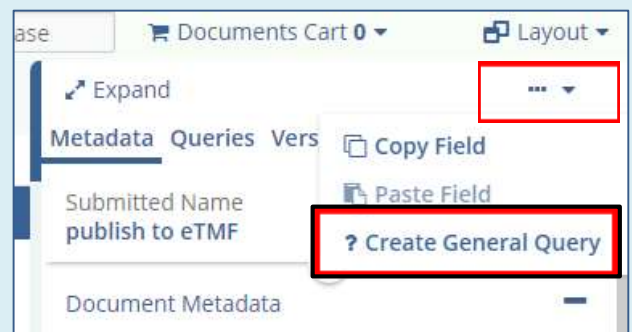 ase Documents Cart 0 Layout
Expand ...
Metadata Queries Vers
Copy Field
Submitted Name
Paste Field
publish to eTMF
? Create General Query
Document Metadata